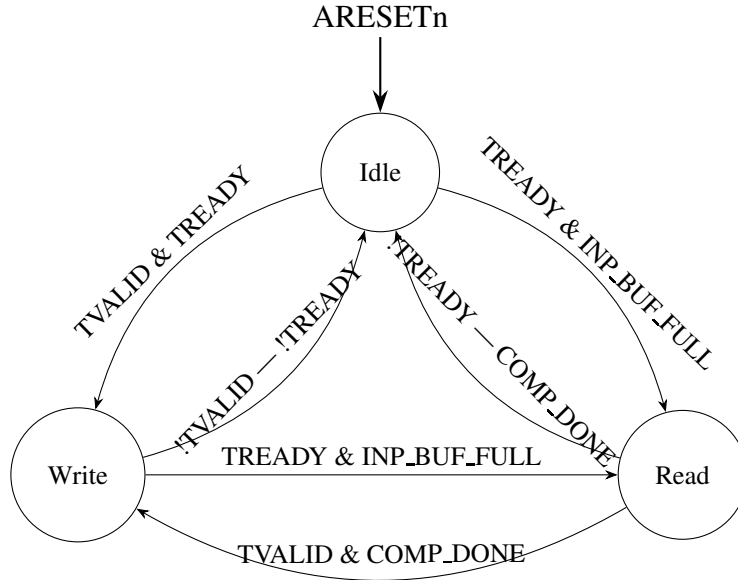 ARESETn
Idle
TVALID & TREADY
TREADY & INP_BUF_FULL
!TVALID — !TREADY
!TREADY — COMP_DONE
Write
TREADY & INP_BUF_FULL
Read
TVALID & COMP_DONE